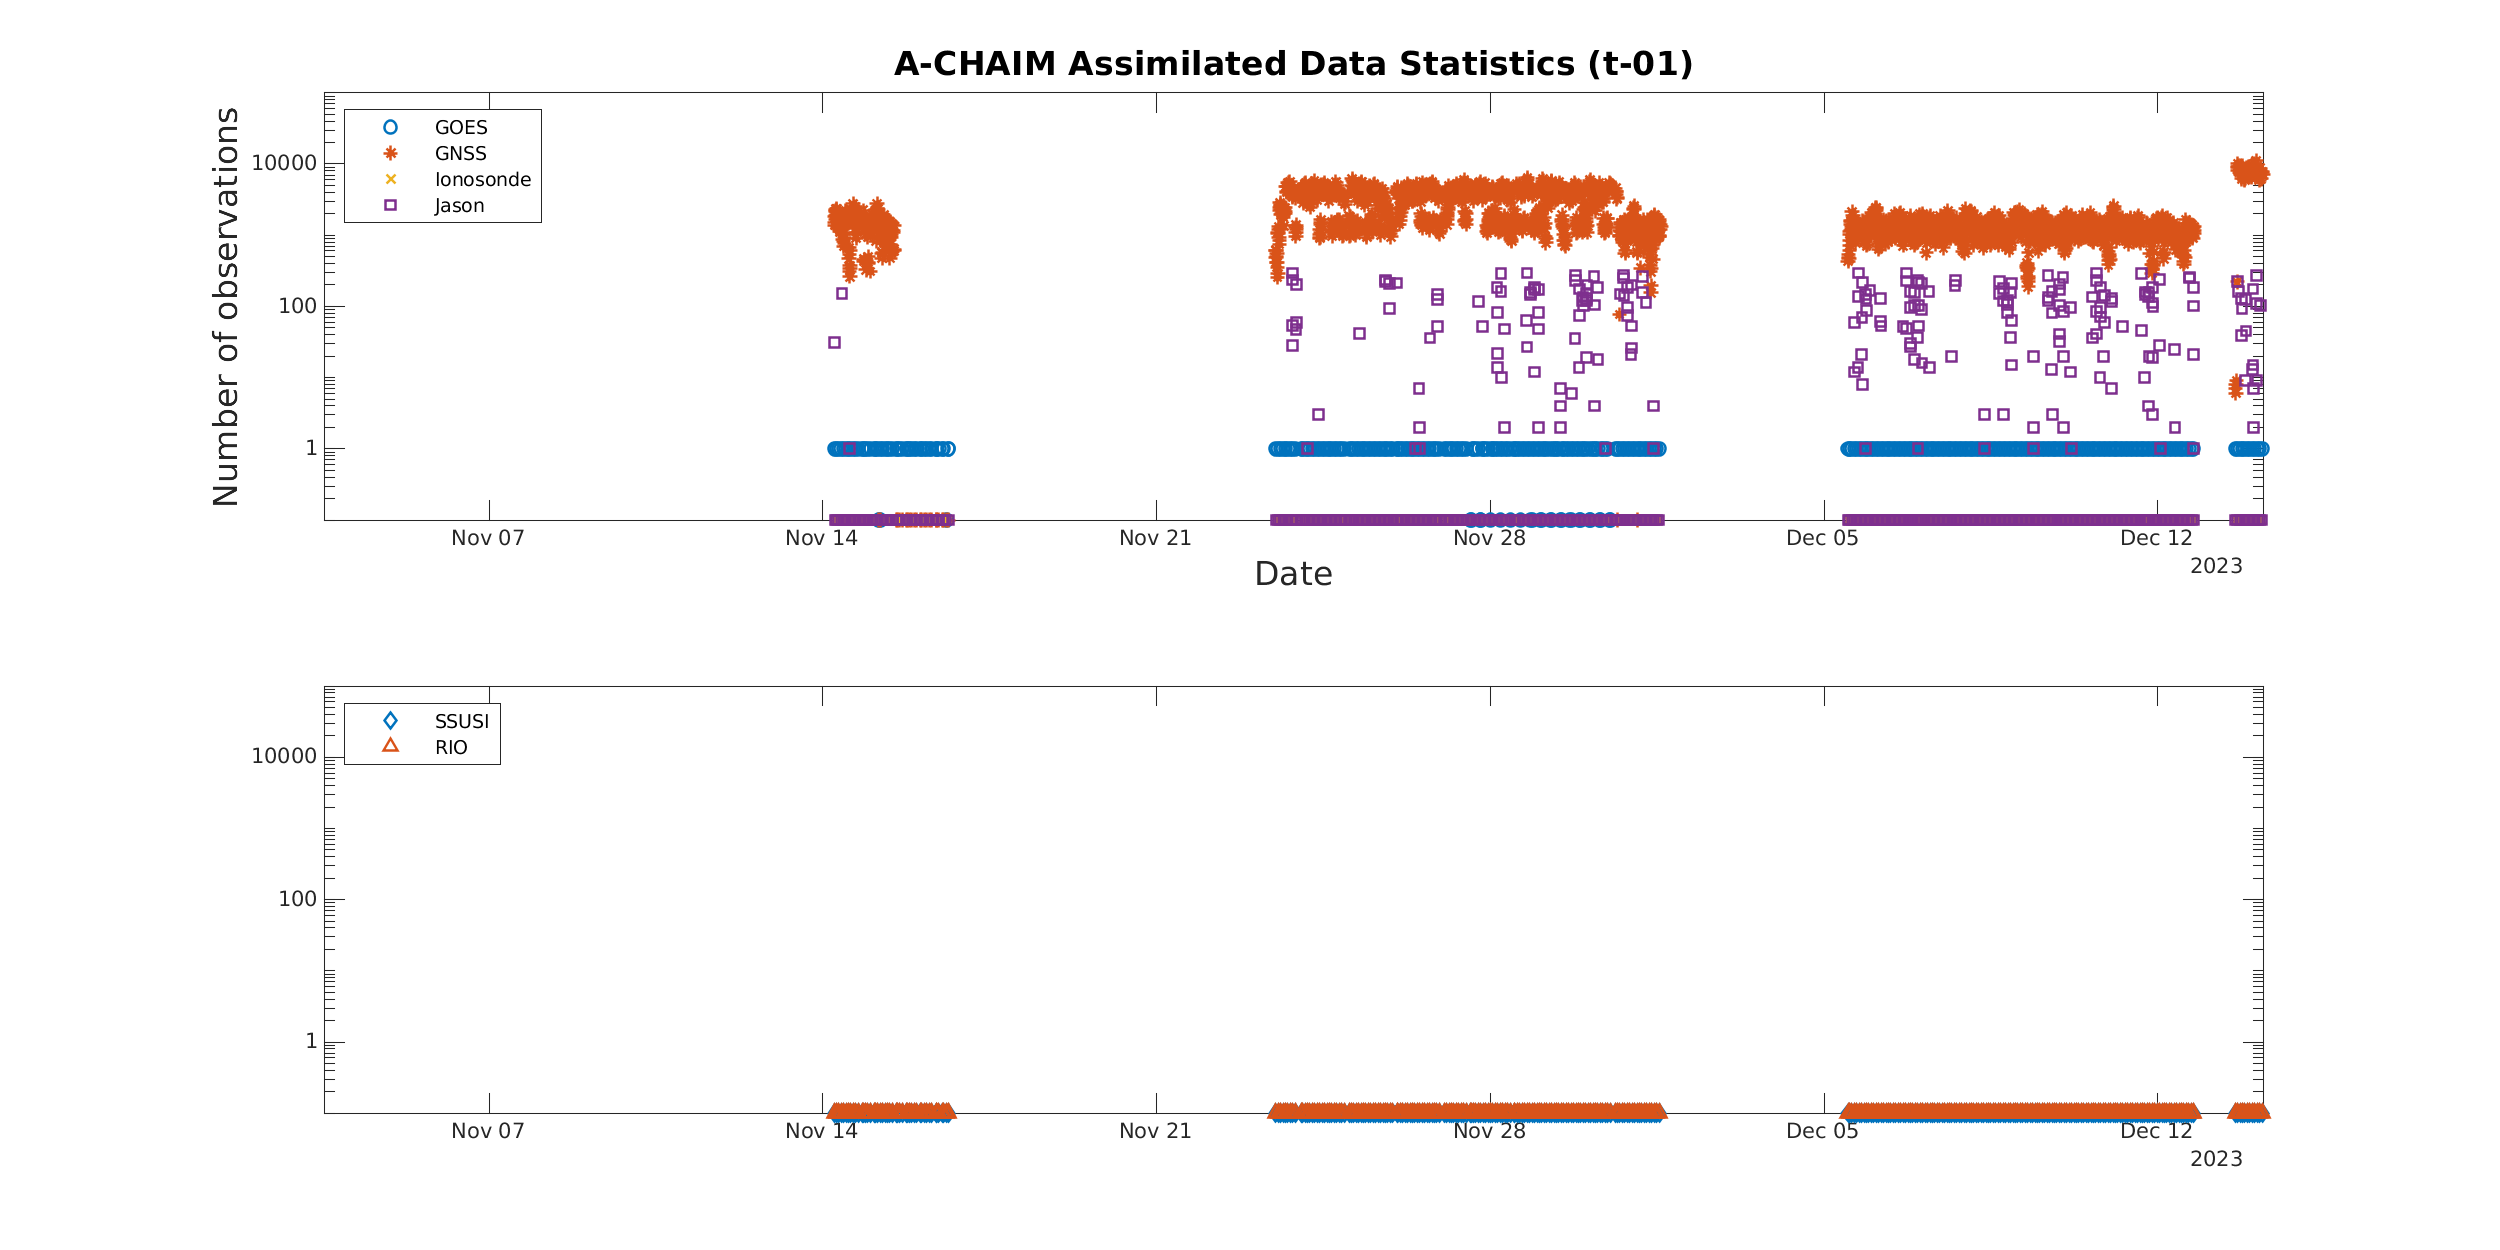 A-CHAIM Assimilated Data Statistics (t-01)
Number of observations
10000
100
1
GOES
GNSS
Ionosonde
Jason
Nov 07 Nov 14 Nov 21 Nov 28 Dec 05 Dec 12
2023
Date
10000
100
1
SSUSI
RIO
Nov 07 Nov 14 Nov 21 Nov 28 Dec 05 Dec 12
2023